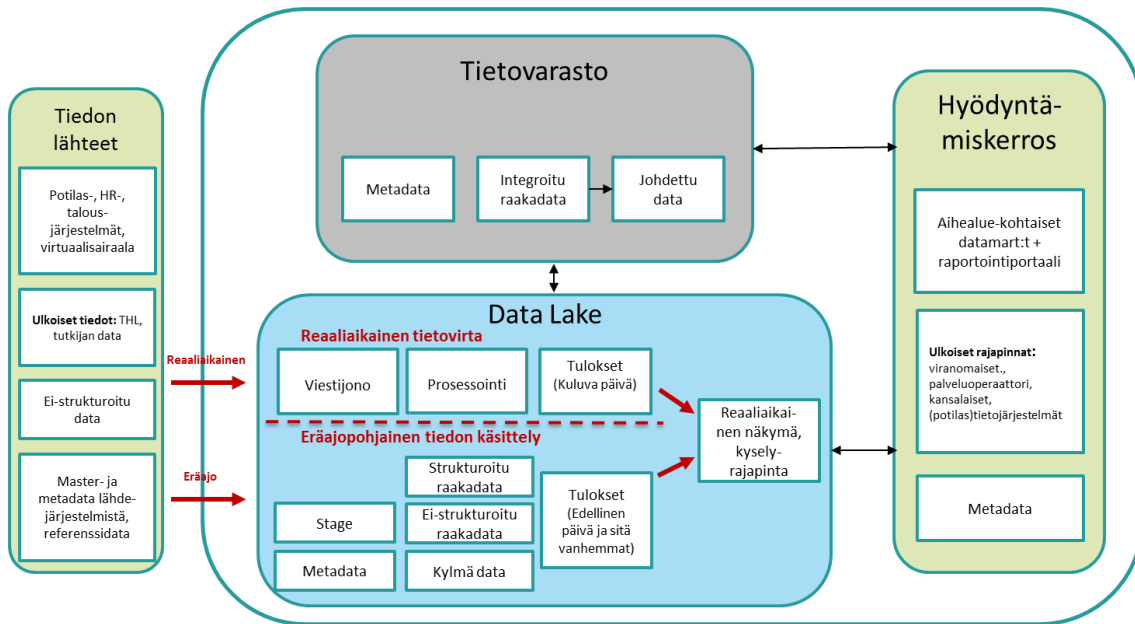 Tiedon
lähteet
Potilas-, HR-,
talous-
järjestelmät,
virtuaalisairaala
Ulkoiset tiedot: THL,
tutkijan data
Ei-strukturoitu
data
Master- ja
metadata lähde-
järjestelmistä,
referenssidata
Reaaliaikainen
Eräajo
Tietovarasto
Metadata
Integroitu
raakadata
Johdettu
data
Data Lake
Reaaliaikainen tietovirta
Viestijono
Prosessointi
Tulokset
(Kuluva päivä)
Eräajopohjainen tiedon käsittely
Strukturoitu
raakadata
Stage
Ei-strukturoitu
raakadata
Metadata
Kylmä data
Tulokset
(Edellinen
päivä ja sitä
vanhemmat)
Reaaliaikai-
nen näkymä,
kysely-
rajapinta
Hyödyntä-
miskerros
Aihealue-kohtaiset
datamart:t +
raportointiportaali
Ulkoiset rajapinnat:
viranomaiset.,
palveluoperaattori,
kansalaiset,
(potilas)tietojärjestelmät
Metadata